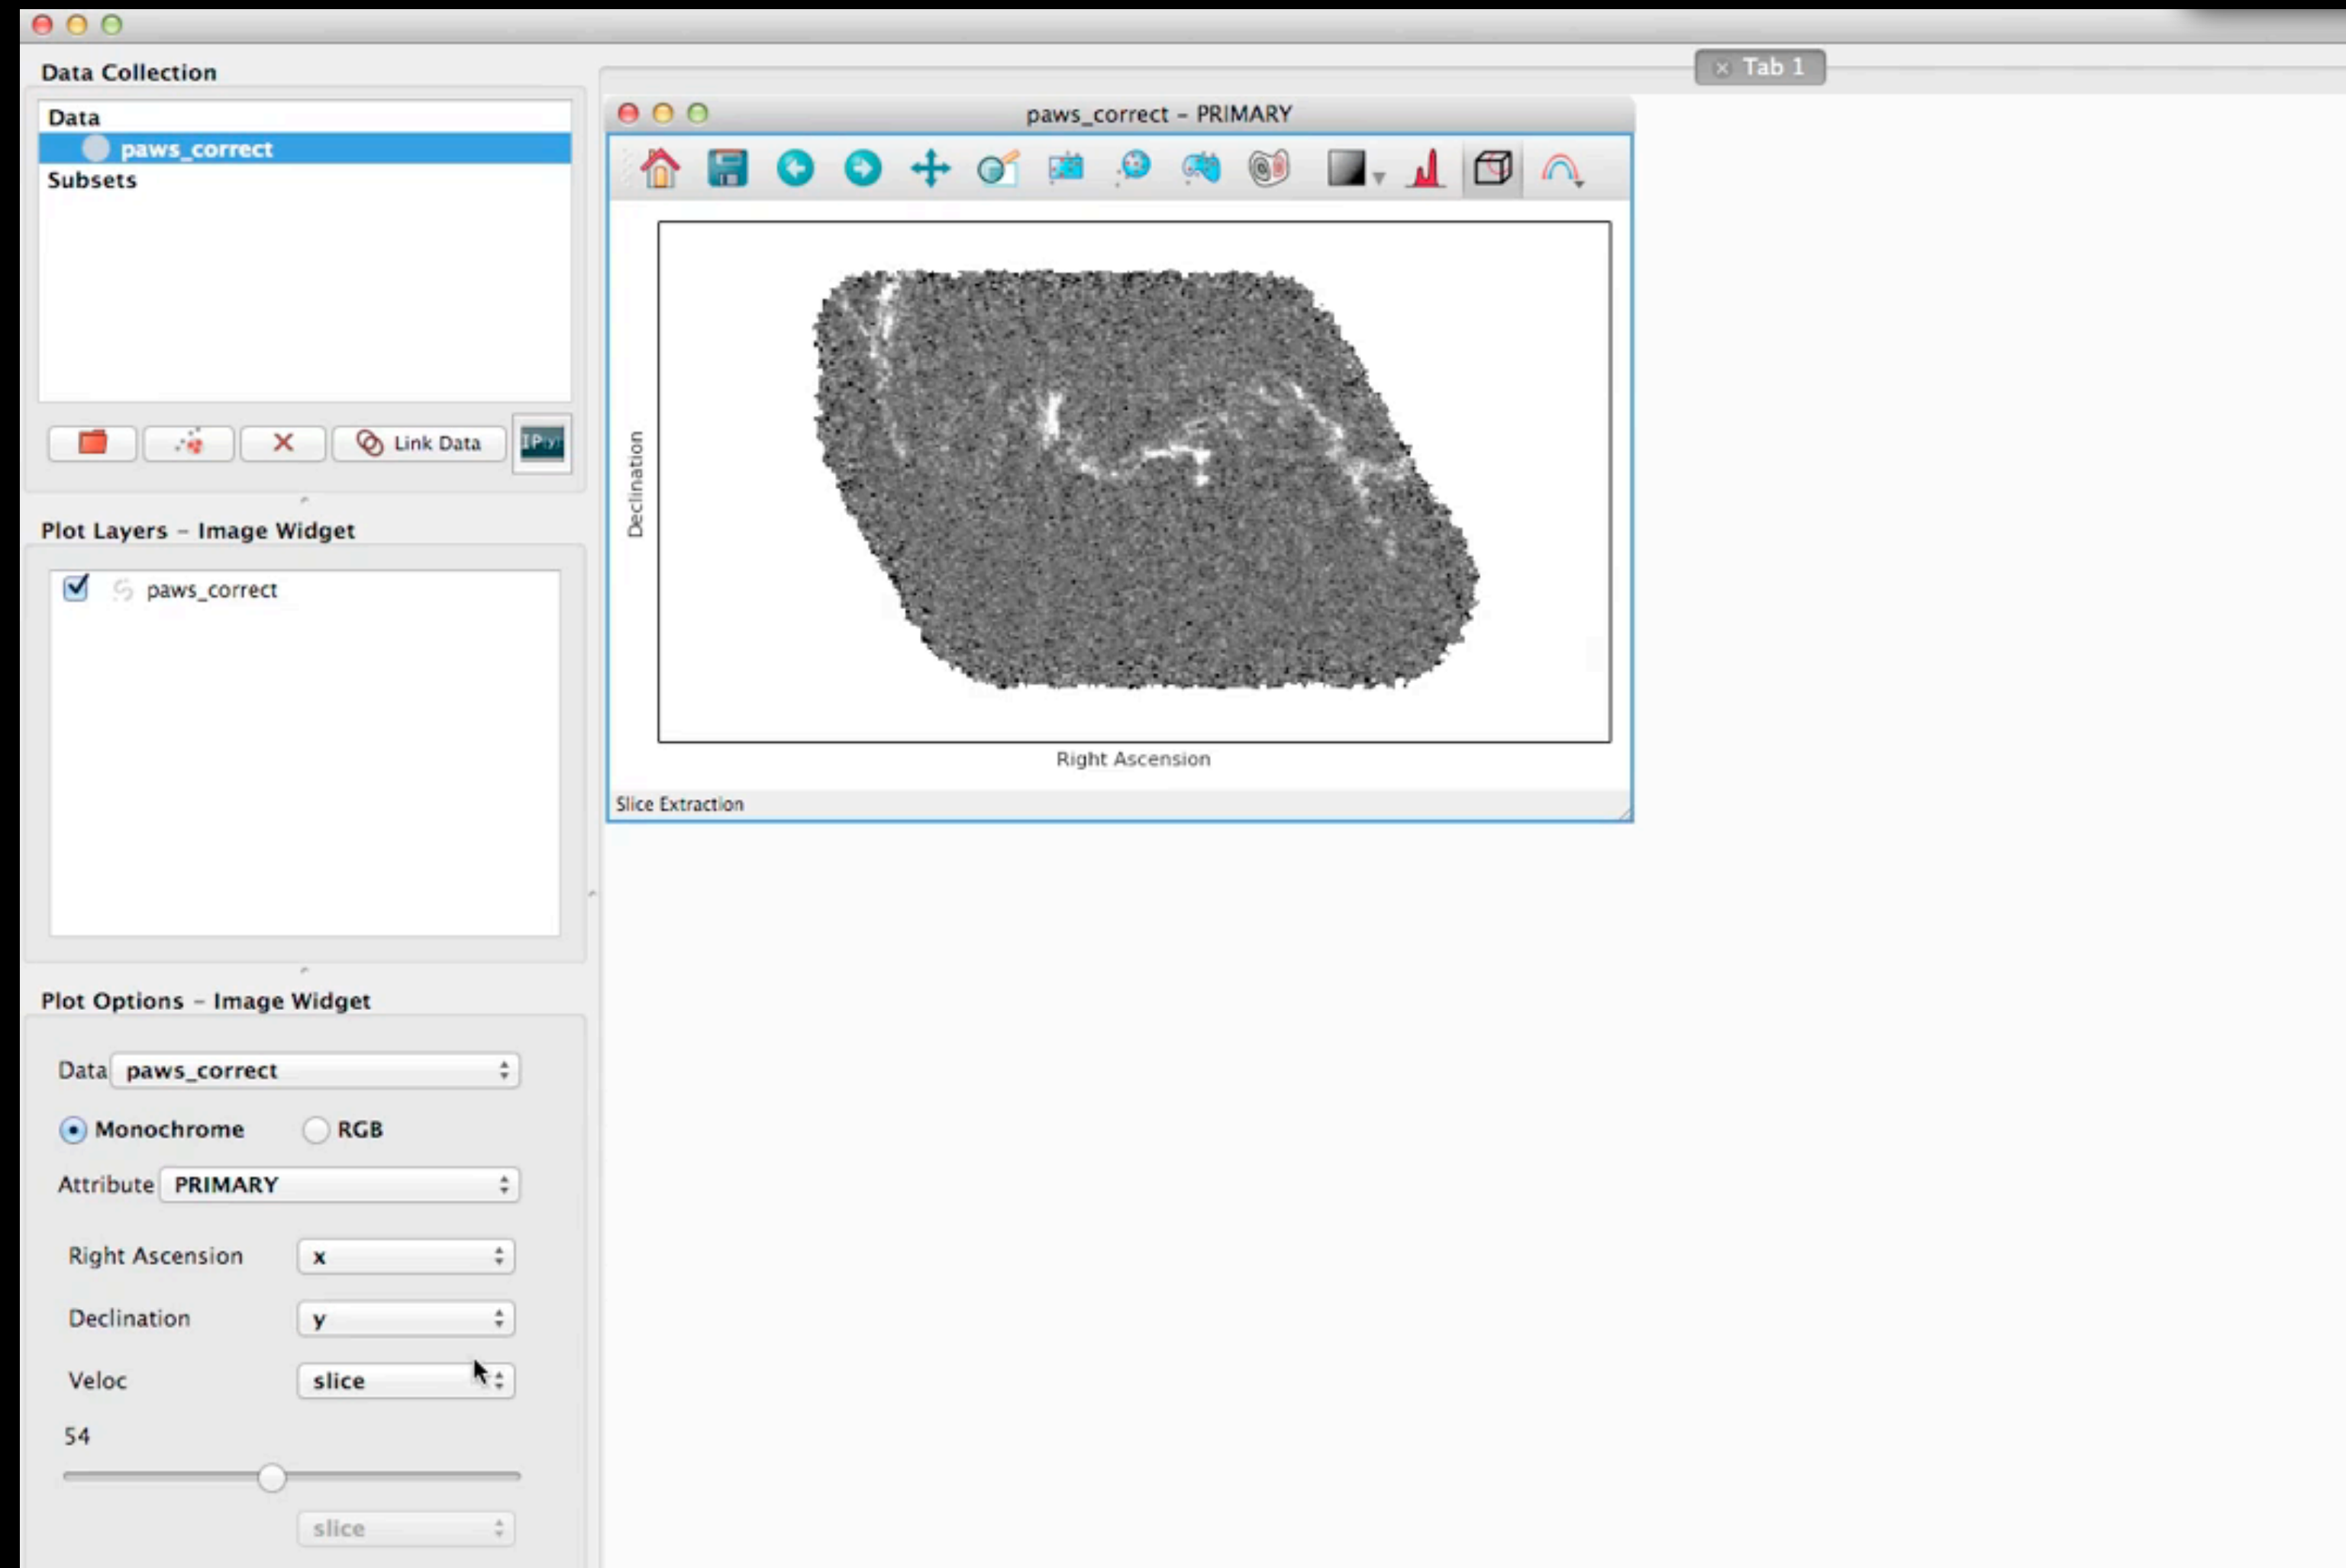 Data Collection
Data
paws_correct
Subsets
Link Data
Plot Layers – Image Widget
paws_correct
Plot Options – Image Widget
Data paws_correct
Monochrome RGB
Attribute PRIMARY
Right Ascension x
Declination y
Veloc slice
54
slice
Tab 1
paws_correct – PRIMARY
Declination
Right Ascension
Slice Extraction